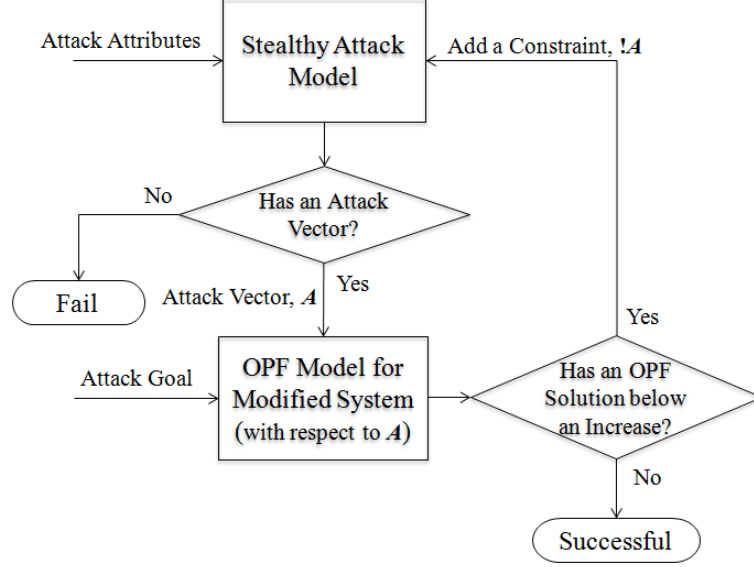 Attack Attributes
Stealthy Attack
Model
Add a Constraint, !A
No
Has an Attack
Vector?
Fail
Attack Vector, A
Yes
Yes
Attack Goal
OPF Model for
Modified System
(with respect to A)
Has an OPF
Solution below
an Increase?
No
Successful